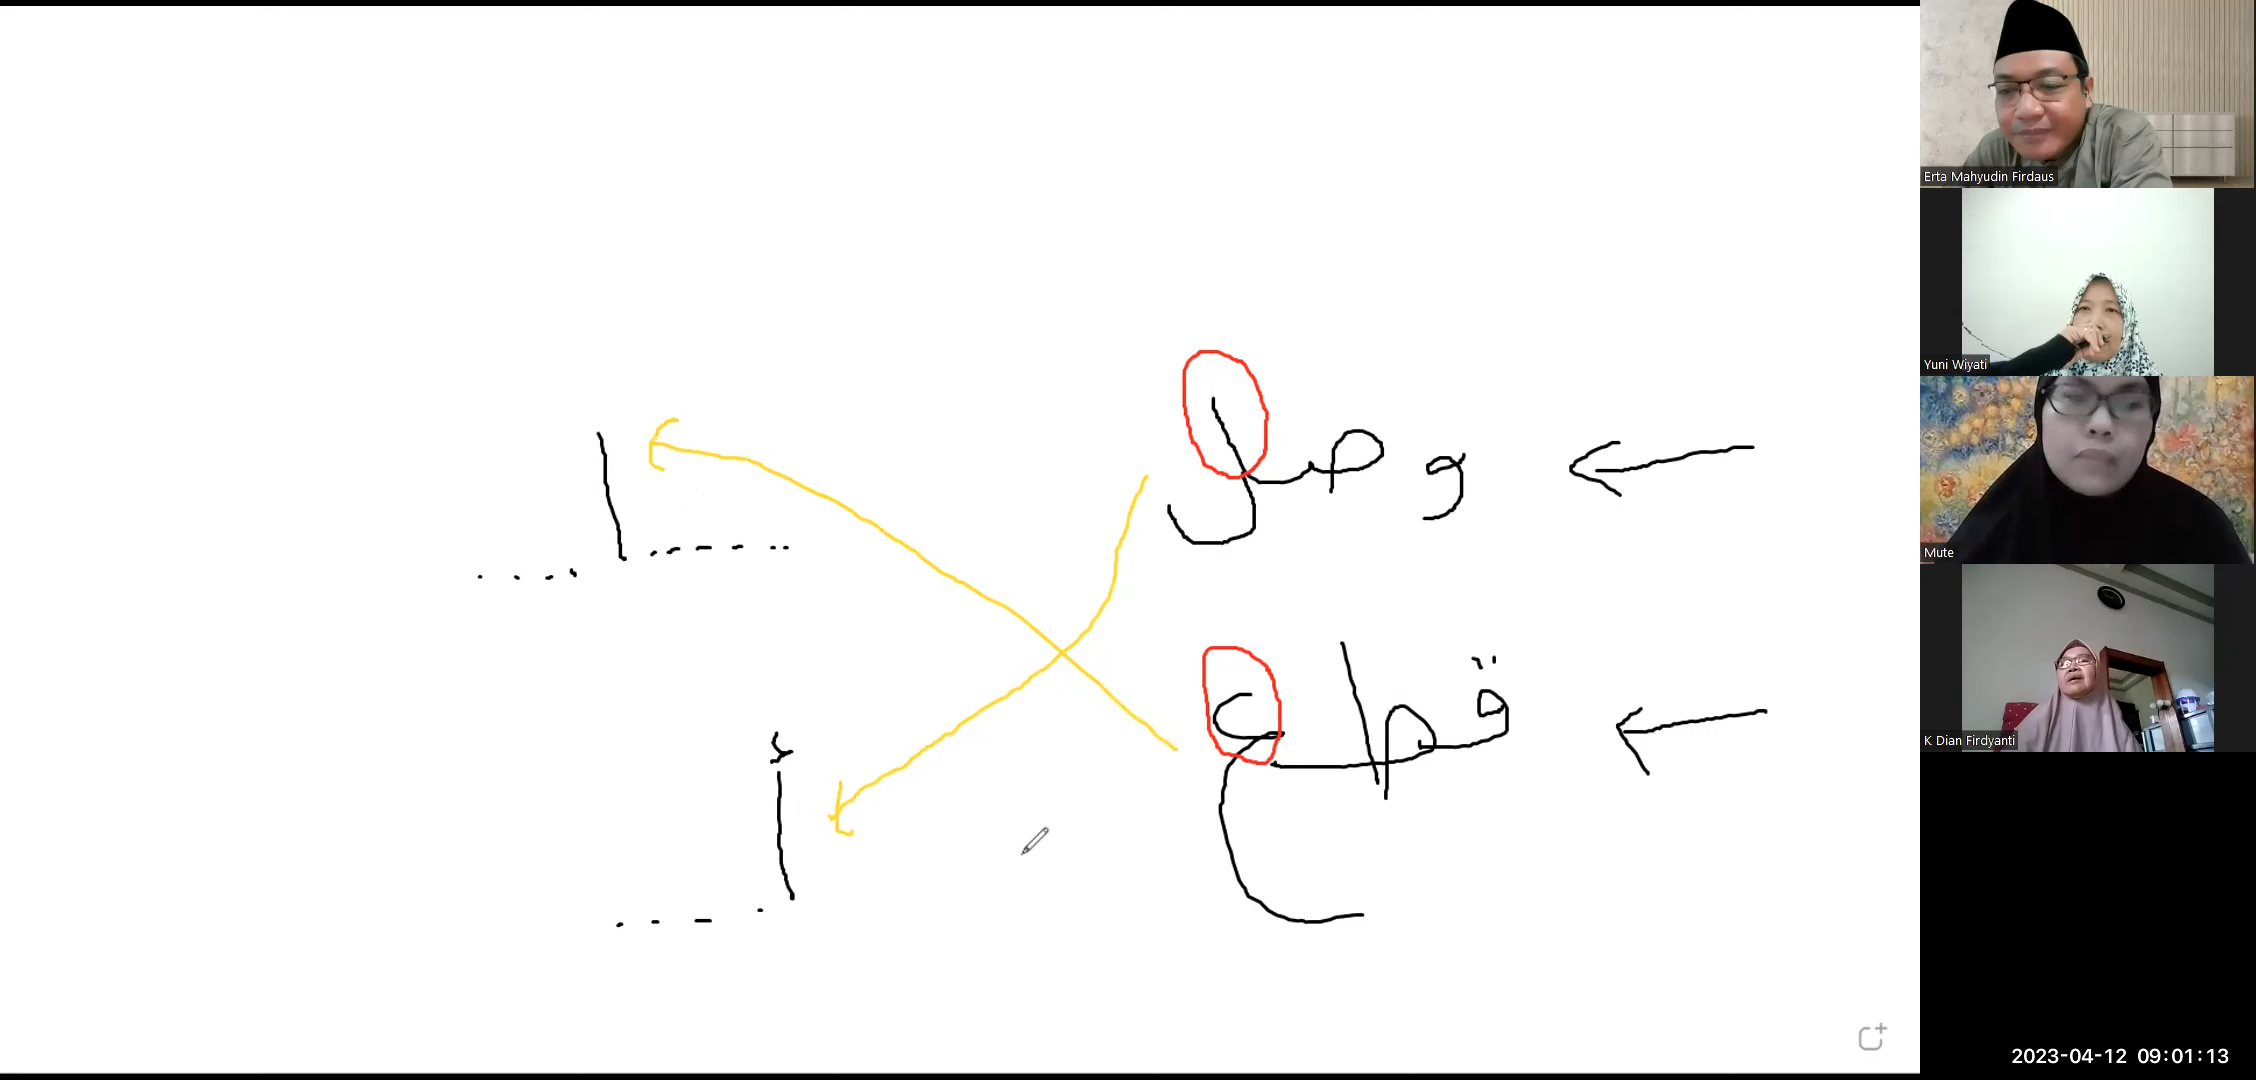 وصل
ا
قطع
أ
Erta Mahyudin Firdaus
Yuni Wiyati
Mute
K Dian Firdyanti
2023-04-12 09:01:13